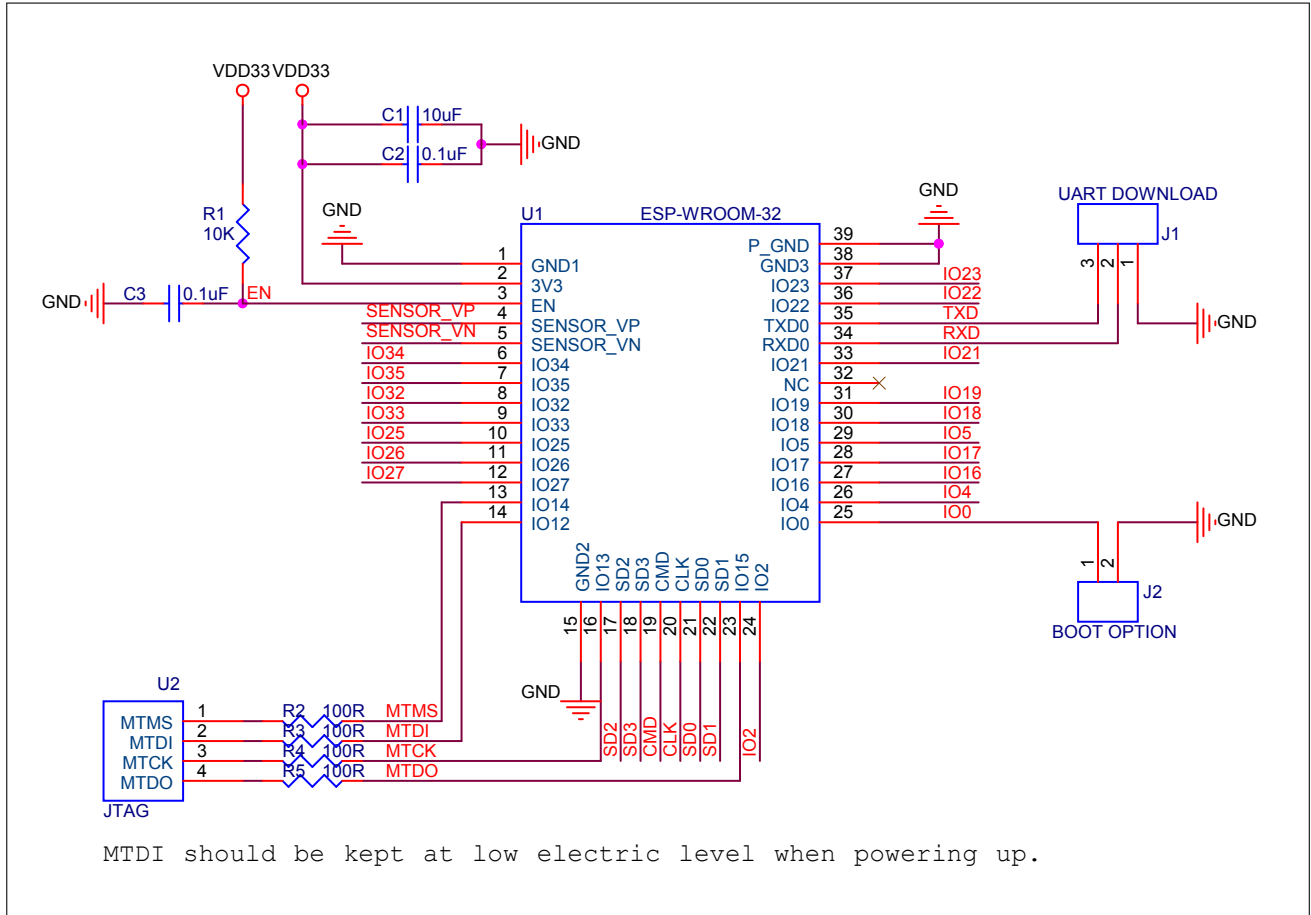 VDD33 VDD33
C1 10uF
GND
C2 0.1uF
R1
10K
GND
GND
UART DOWNLOAD
J1
3 2 1
GND
C3 0.1uF EN
GND
U1 ESP-WROOM-32
1 GND1
2 3V3
3 EN
SENSOR_VP 4 SENSOR_VP
SENSOR_VN 5 SENSOR_VN
IO34 6 IO34
IO35 7 IO35
IO32 8 IO32
IO33 9 IO33
IO25 10 IO25
IO26 11 IO26
IO27 12 IO27
13 IO14
14 IO12
P_GND 39
GND3 38
IO23 37 IO23
IO22 36 IO22
TXD0 35 TXD
RXD0 34 RXD
IO21 33 IO21
NC 32
IO19 31 IO19
IO18 30 IO18
IO5 29 IO5
IO17 28 IO17
IO16 27 IO16
IO4 26 IO4
IO0 25 IO0
GND
1 2
J2
BOOT OPTION
GND2 IO13 SD2 SD3 CMD CLK SD0 SD1 IO15 IO2
15 16 17 18 19 20 21 22 23 24
GND
SD2 SD3 CMD CLK SD0 SD1 IO2
U2
MTMS 1 R2 100R MTMS
MTDI 2 R3 100R MTDI
MTCK 3 R4 100R MTCK
MTDO 4 R5 100R MTDO
JTAG
MTDI should be kept at low electric level when powering up.